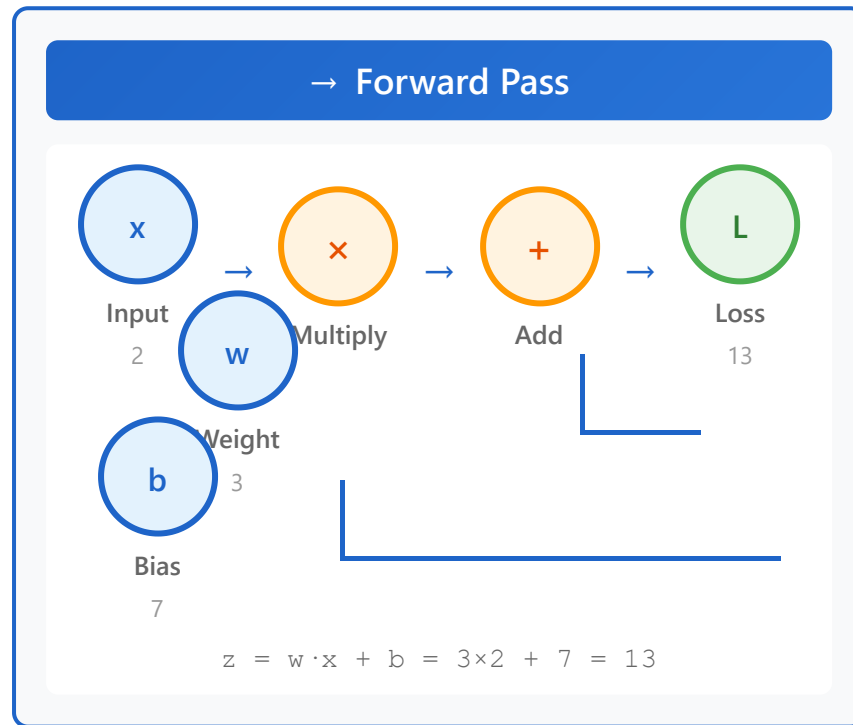 → Forward Pass
x → × → + → L
Input Multiply Add Loss
2 13
w
Weight
3
b
Bias
7
z = w·x + b = 3×2 + 7 = 13